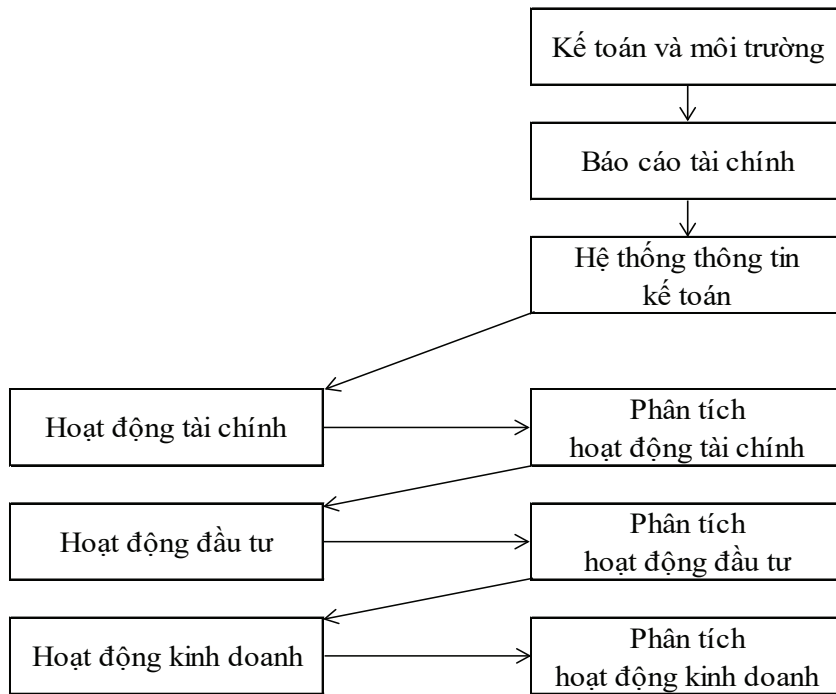 Kế toán và môi trường
Báo cáo tài chính
Hệ thống thông tin
kế toán
Hoạt động tài chính
Phân tích
hoạt động tài chính
Hoạt động đầu tư
Phân tích
hoạt động đầu tư
Hoạt động kinh doanh
Phân tích
hoạt động kinh doanh